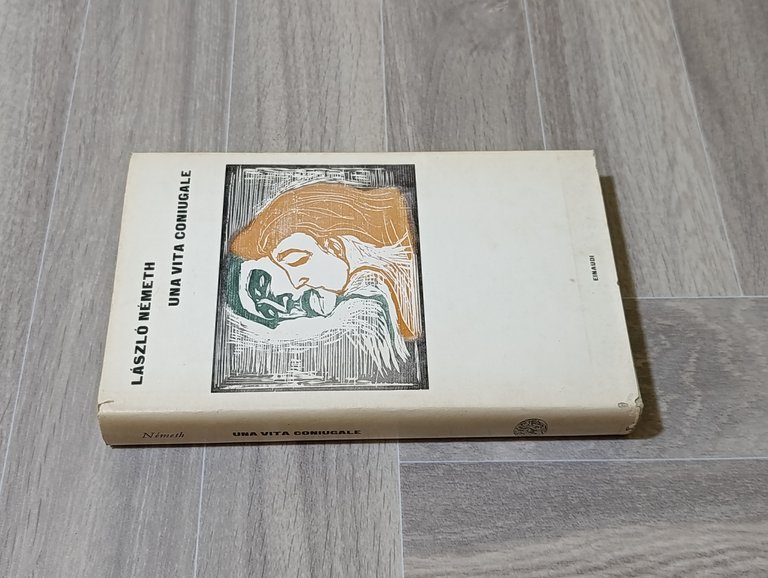 LÁSZLÓ NÉMETH
UNA VITA CONIUGALE
EINAUDI
Németh
UNA VITA CONIUGALE